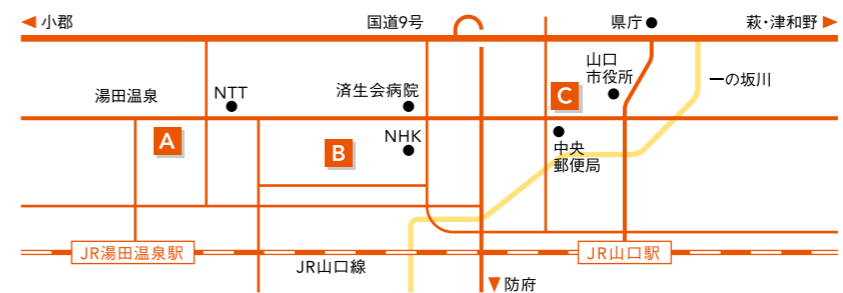 ◀ 小郡
国道9号
県庁
萩・津和野 ▶
山口
市役所
一の坂川
湯田温泉
NTT
済生会病院
C
A
B
NHK
中央
郵便局
JR湯田温泉駅
JR山口駅
JR山口線
▼ 防府